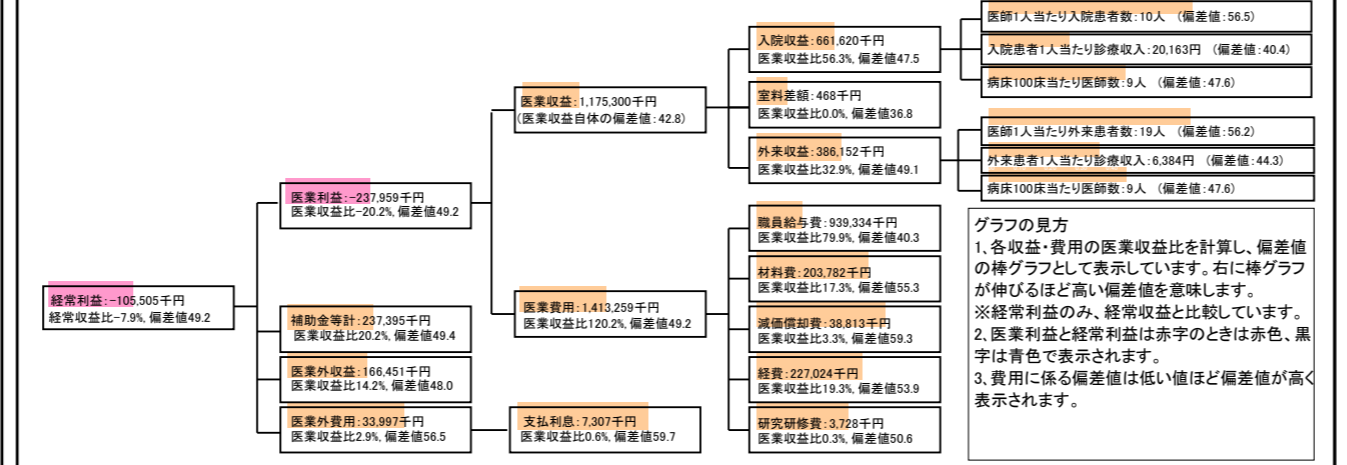 医師1人当たり入院患者数：10人　（偏差値：56.5）
入院収益：661,620千円
医業収益比56.3%, 偏差値47.5
入院患者1人当たり診療収入：20,163円　（偏差値：40.4）
病床100床当たり医師数：9人　（偏差値：47.6）
医業収益：1,175,300千円
（医業収益自体の偏差値：42.8）
室料差額：468千円
医業収益比0.0%, 偏差値36.8
医師1人当たり外来患者数：19人　（偏差値：56.2）
外来収益：386,152千円
医業収益比32.9%, 偏差値49.1
外来患者1人当たり診療収入：6,384円　（偏差値：44.3）
病床100床当たり医師数：9人　（偏差値：47.6）
医業利益：-237,959千円
医業収益比-20.2%, 偏差値49.2
職員給与費：939,334千円
医業収益比79.9%, 偏差値40.3
材料費：203,782千円
医業収益比17.3%, 偏差値55.3
経常利益：-105,505千円
経常収益比-7.9%, 偏差値49.2
医業費用：1,413,259千円
医業収益比120.2%, 偏差値49.2
補助金等計：237,395千円
医業収益比20.2%, 偏差値49.4
減価償却費：38,813千円
医業収益比3.3%, 偏差値59.3
医業外収益：166,451千円
医業収益比14.2%, 偏差値48.0
経費：227,024千円
医業収益比19.3%, 偏差値53.9
医業外費用：33,997千円
医業収益比2.9%, 偏差値56.5
支払利息：7,307千円
医業収益比0.6%, 偏差値59.7
研究研修費：3,728千円
医業収益比0.3%, 偏差値50.6
グラフの見方
1、各収益・費用の医業収益比を計算し、偏差値
の棒グラフとして表示しています。右に棒グラフ
が伸びるほど高い偏差値を意味します。
※経常利益のみ、経常収益と比較しています。
2、医業利益と経常利益は赤字のときは赤色、黒
字は青色で表示されます。
3、費用に係る偏差値は低い値ほど偏差値が高く
表示されます。